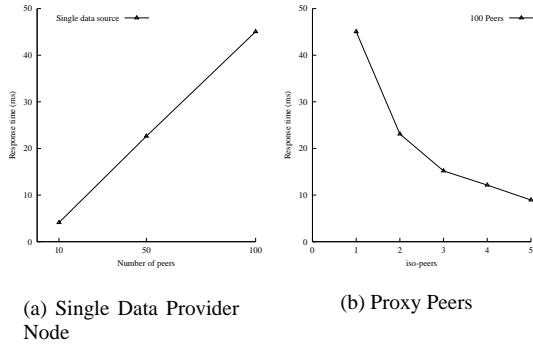 50
40
30
20
10
0
Response time (ms)
Single data source
10
50
100
Number of peers
(a) Single Data Provider
Node
50
40
30
20
10
0
Response time (ms)
100 Peers
0
1
2
3
4
5
iso-peers
(b) Proxy Peers